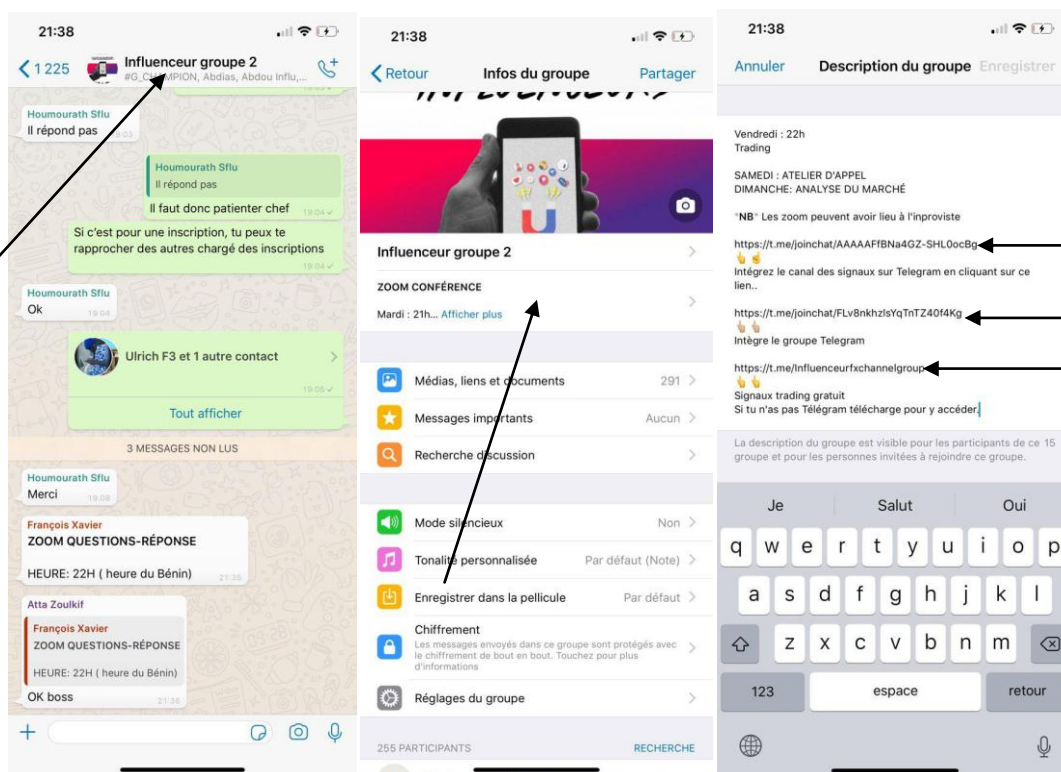 21:38
1 225
Influenceur groupe 2
#G_CHAMPION, Abdias, Abdou Influ,...
Houmourath Sflu
Il répond pas
19:03
Houmourath Sflu
Il répond pas
Il faut donc patienter chef 19:04
Si c'est pour une inscription, tu peux te
rapprocher des autres chargé des inscriptions
19:04
Houmourath Sflu
Ok 19:04
Ulrich F3 et 1 autre contact
19:05
Tout afficher
3 MESSAGES NON LUS
Houmourath Sflu
Merci 19:09
François Xavier
ZOOM QUESTIONS-RÉPONSE
HEURE: 22H ( heure du Bénin) 21:35
Atta Zoulkif
François Xavier
ZOOM QUESTIONS-RÉPONSE
HEURE: 22H ( heure du Bénin)
OK boss 21:36
21:38
Retour Infos du groupe Partager
INFLUENCEURS
Influenceur groupe 2
ZOOM CONFÉRENCE
Mardi : 21h... Afficher plus
Médias, liens et documents 291
Messages importants Aucun
Recherche discussion
Mode silencieux Non
Tonalité personnalisée Par défaut (Note)
Enregistrer dans la pellicule Par défaut
Chiffrement
Les messages envoyés dans ce groupe sont protégés avec
le chiffrement de bout en bout. Touchez pour plus
d'informations
Réglages du groupe
255 PARTICIPANTS RECHERCHE
21:38
Annuler Description du groupe Enregistrer
Vendredi : 22h
Trading
SAMEDI : ATELIER D'APPEL
DIMANCHE: ANALYSE DU MARCHÉ
*NB* Les zoom peuvent avoir lieu à l'inproviste
https://t.me/joinchat/AAAAAFfBNa4GZ-SHL0ocBg
👆 ☝
Intégrez le canal des signaux sur Telegram en cliquant sur ce
lien..
https://t.me/joinchat/FLv8nkhzlsYqTnTZ40f4Kg
👆 👆
Intègre le groupe Telegram
https://t.me/Influenceurfxchannelgroup
👆 👆
Signaux trading gratuit
Si tu n'as pas Télégram télécharge pour y accéder.
La description du groupe est visible pour les participants de ce 15
groupe et pour les personnes invitées à rejoindre ce groupe.
Je Salut Oui
q w e r t y u i o p
a s d f g h j k l
z x c v b n m
123 espace retour